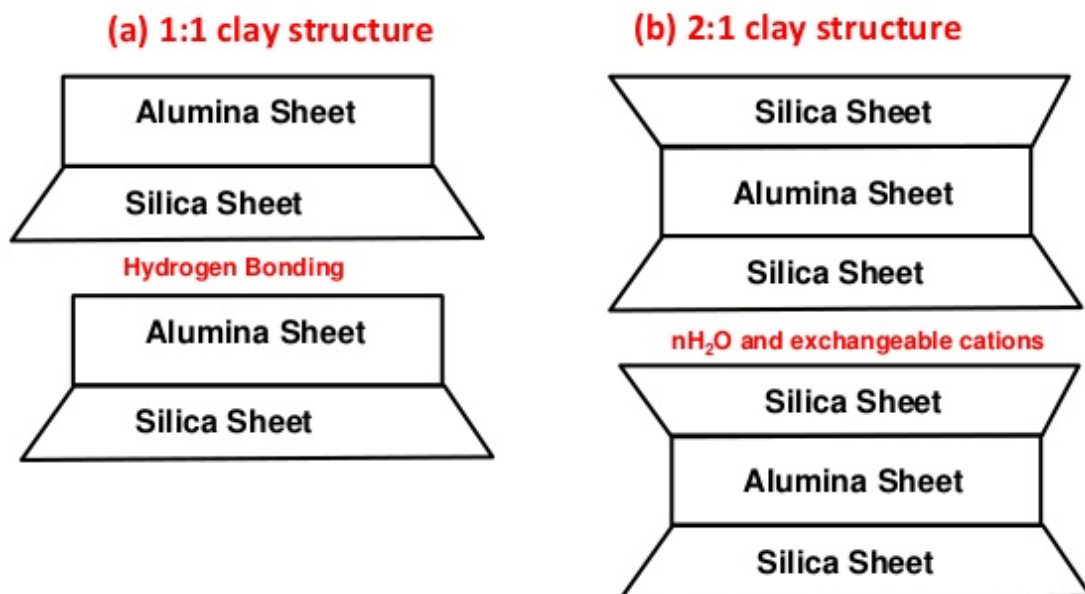 (a) 1:1 clay structure
Alumina Sheet
Silica Sheet
Hydrogen Bonding
Alumina Sheet
Silica Sheet
(b) 2:1 clay structure
Silica Sheet
Alumina Sheet
Silica Sheet
nH₂O and exchangeable cations
Silica Sheet
Alumina Sheet
Silica Sheet